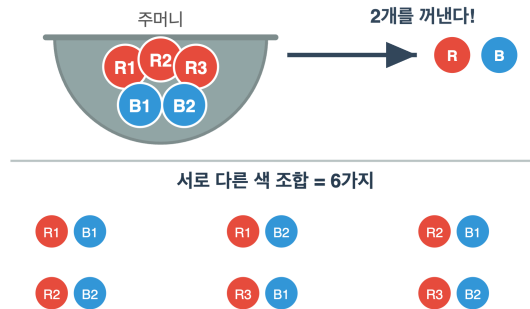 주머니
2개를 꺼낸다!
R1 R2 R3
R B
B1 B2
서로 다른 색 조합 = 6가지
R1 B1 R1 B2 R2 B1
R2 B2 R3 B1 R3 B2